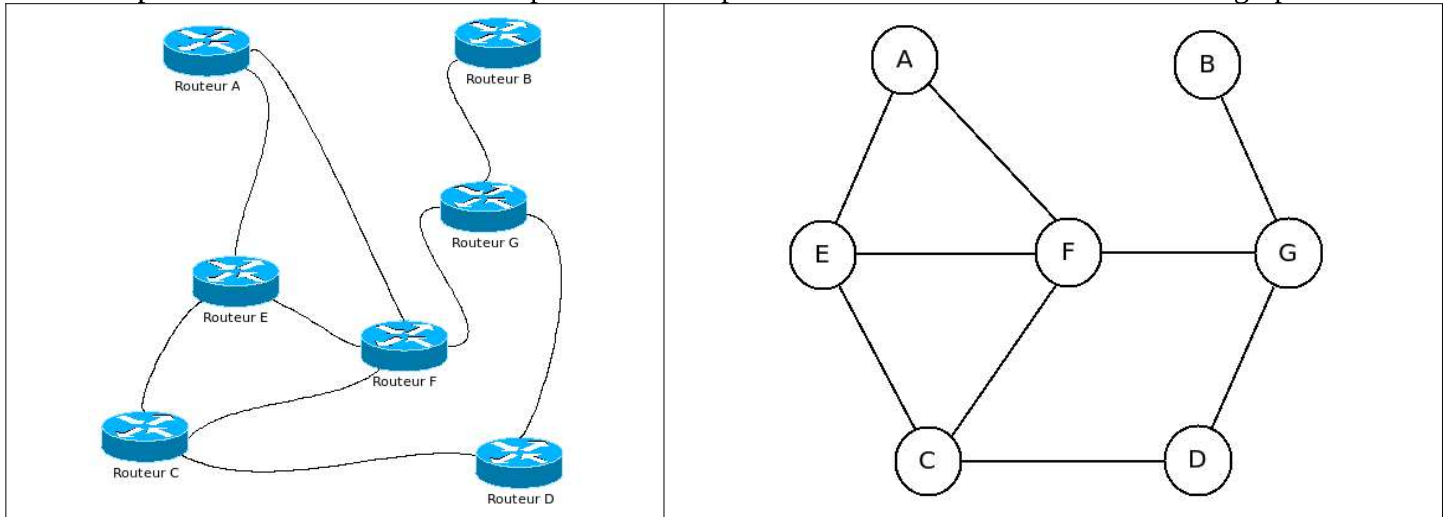 Routeur A
Routeur B
Routeur G
Routeur E
Routeur F
Routeur C
Routeur D
A
B
E
F
G
C
D